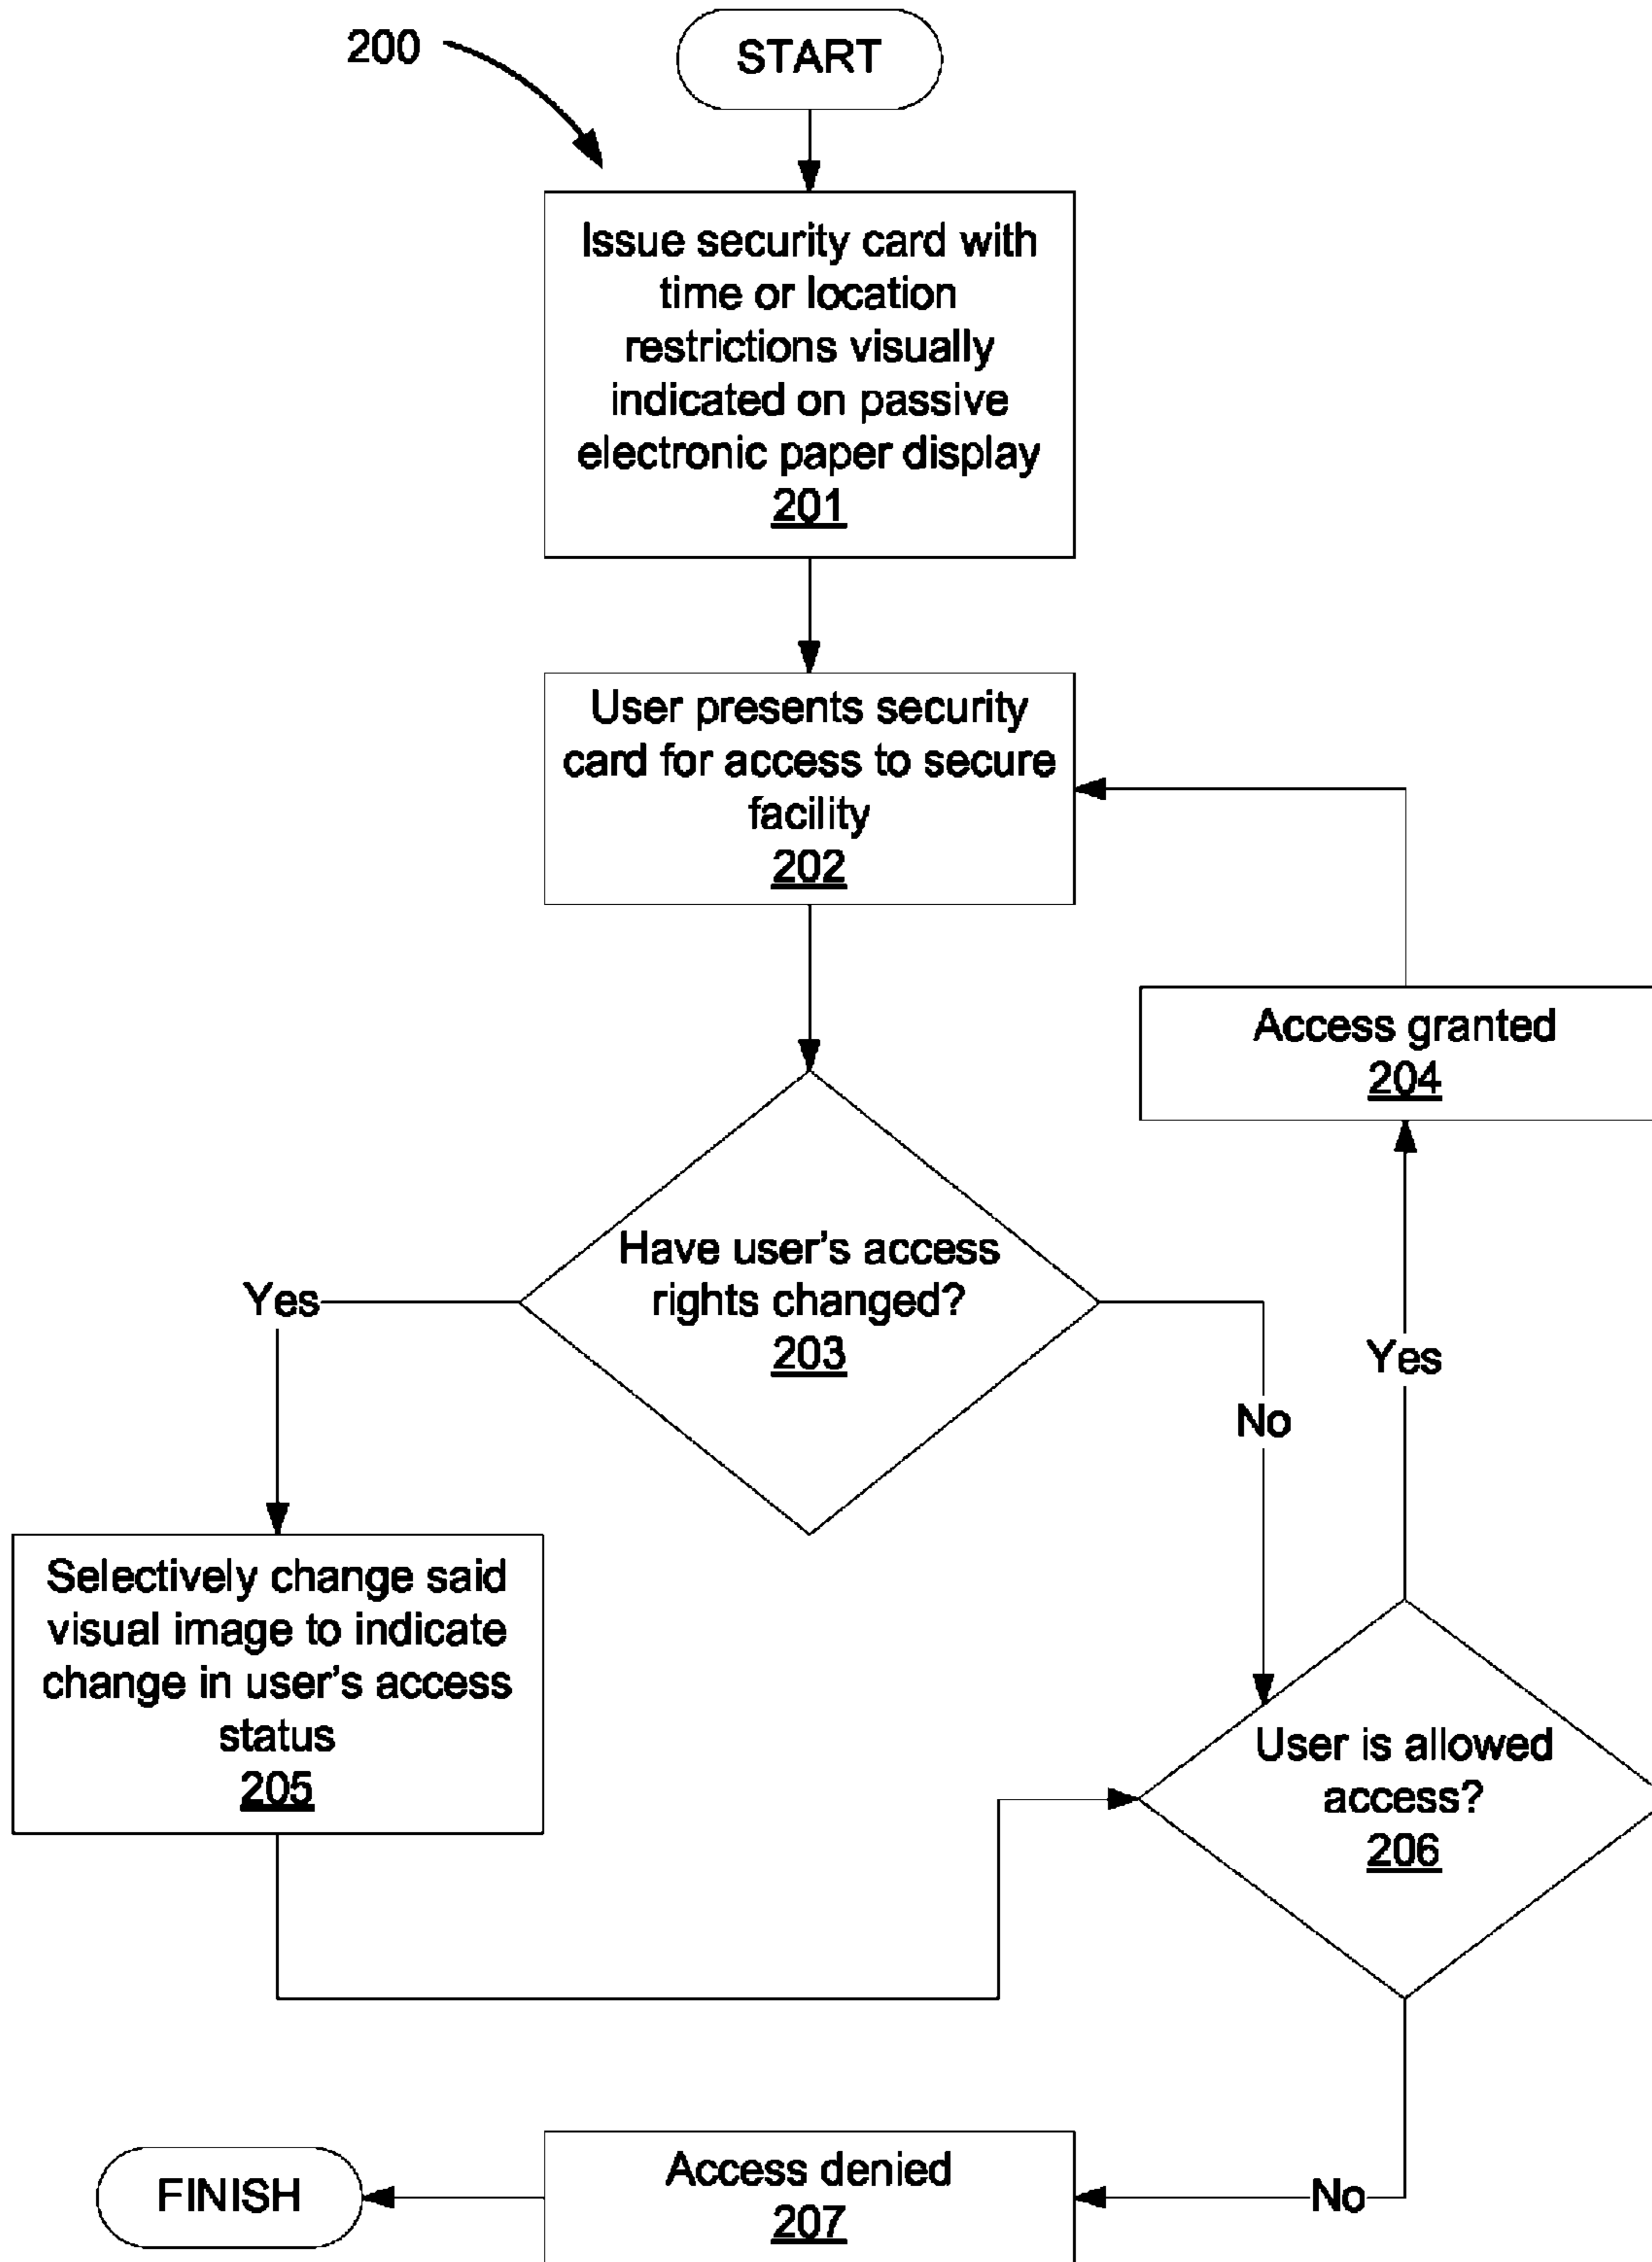 200
START
Issue security card with
time or location
restrictions visually
indicated on passive
electronic paper display
201
User presents security
card for access to secure
facility
202
Access granted
204
Have user's access
rights changed?
203
Yes
No
Yes
Selectively change said
visual image to indicate
change in user's access
status
205
User is allowed
access?
206
Access denied
207
No
FINISH